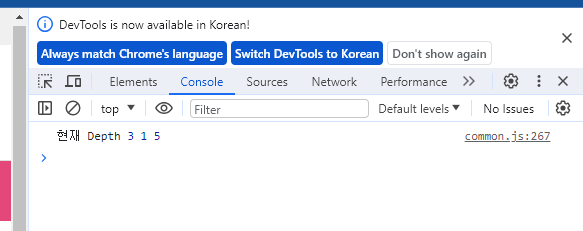 DevTools is now available in Korean!
Always match Chrome's language Switch DevTools to Korean Don't show again
Elements Console Sources Network Performance
top Filter Default levels No Issues
현재 Depth 3 1 5 common.js:267